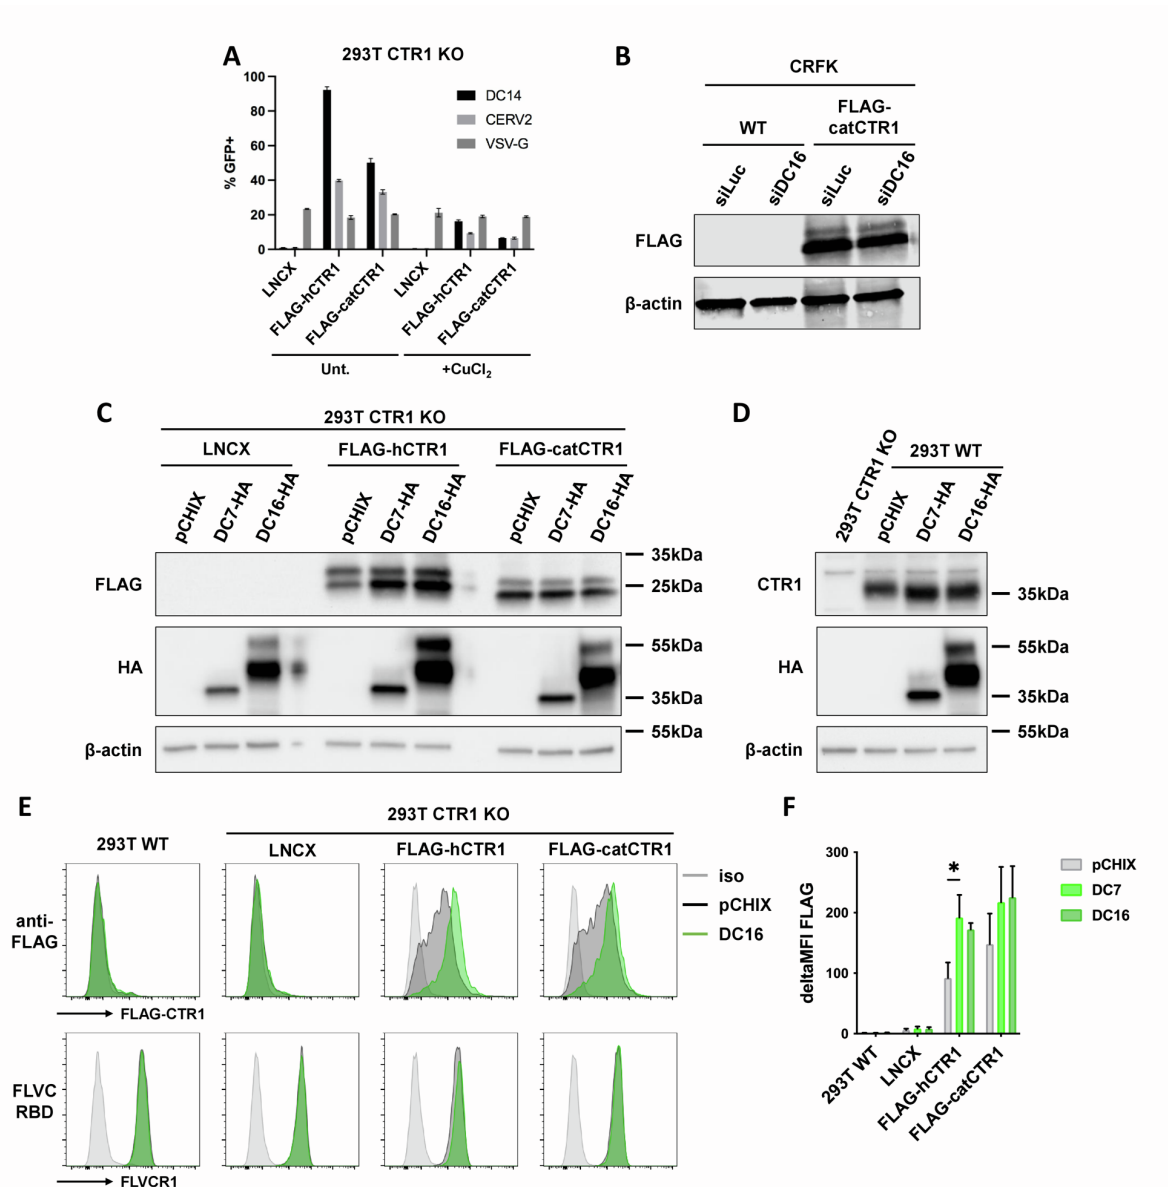 A
293T CTR1 KO
% GFP+
100
80
60
40
20
0
DC14
CERV2
VSV-G
LNCX
FLAG-hCTR1
FLAG-catCTR1
LNCX
FLAG-hCTR1
FLAG-catCTR1
Unt.
+CuCl2
B
CRFK
WT
FLAG-
catCTR1
siLuc
siDC16
siLuc
siDC16
FLAG
β-actin
C
293T CTR1 KO
LNCX
FLAG-hCTR1
FLAG-catCTR1
pCHIX
DC7-HA
DC16-HA
pCHIX
DC7-HA
DC16-HA
pCHIX
DC7-HA
DC16-HA
FLAG
35kDa
25kDa
HA
55kDa
35kDa
β-actin
55kDa
D
293T CTR1 KO
293T WT
pCHIX
DC7-HA
DC16-HA
CTR1
35kDa
HA
55kDa
35kDa
β-actin
55kDa
E
293T CTR1 KO
293T WT
LNCX
FLAG-hCTR1
FLAG-catCTR1
anti-
FLAG
FLAG-CTR1
iso
pCHIX
DC16
FLVC
RBD
FLVCR1
F
deltaMFI FLAG
300
200
100
0
*
pCHIX
DC7
DC16
293T WT
LNCX
FLAG-hCTR1
FLAG-catCTR1